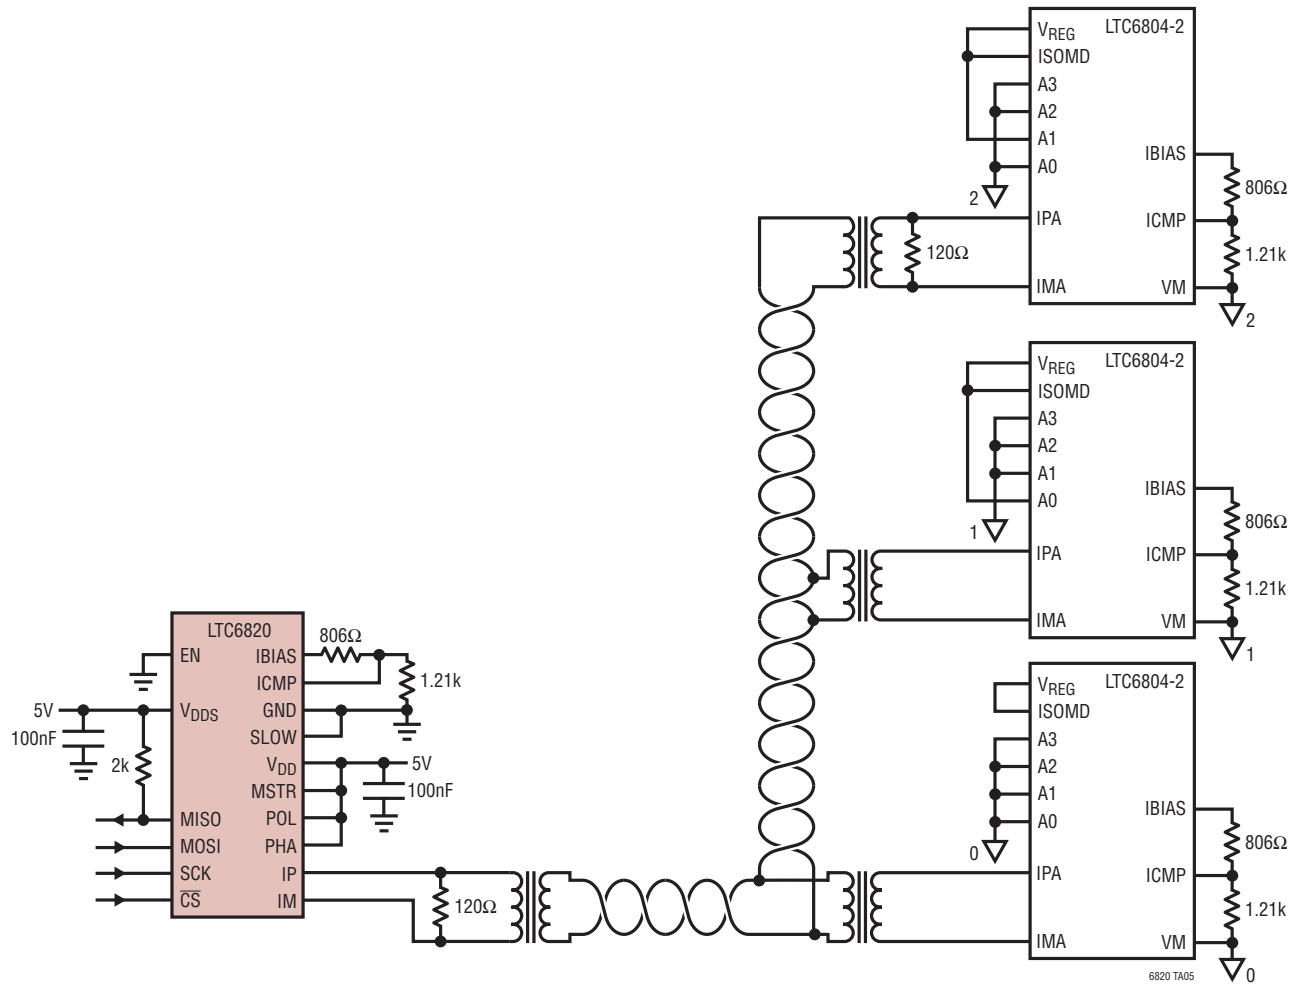 LTC6804-2
VREG
ISOMD
A3
A2
A1
A0
2
IBIAS
806Ω
ICMP
1.21k
IPA
120Ω
IMA
VM
2
LTC6804-2
VREG
ISOMD
A3
A2
A1
A0
1
IBIAS
806Ω
ICMP
1.21k
IPA
IMA
VM
1
LTC6804-2
VREG
ISOMD
A3
A2
A1
A0
0
IBIAS
806Ω
ICMP
1.21k
IPA
IMA
VM
0
LTC6820
EN
IBIAS
806Ω
ICMP
1.21k
5V
VDDS
GND
100nF
SLOW
2k
VDD
5V
MSTR
100nF
MISO
POL
MOSI
PHA
SCK
IP
CS
IM
120Ω
6820 TA05